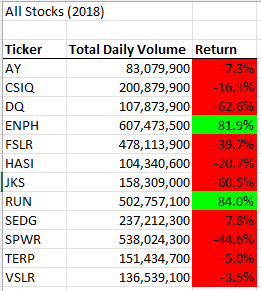 All Stocks (2018)
Ticker Total Daily Volume Return
AY 83,079,900 -7.3%
CSIQ 200,879,900 -16.3%
DQ 107,873,900 -62.6%
ENPH 607,473,500 81.9%
FSLR 478,113,900 -39.7%
HASI 104,340,600 -20.7%
JKS 158,309,000 -60.5%
RUN 502,757,100 84.0%
SEDG 237,212,300 -7.8%
SPWR 538,024,300 -44.6%
TERP 151,434,700 -5.0%
VSLR 136,539,100 -3.5%